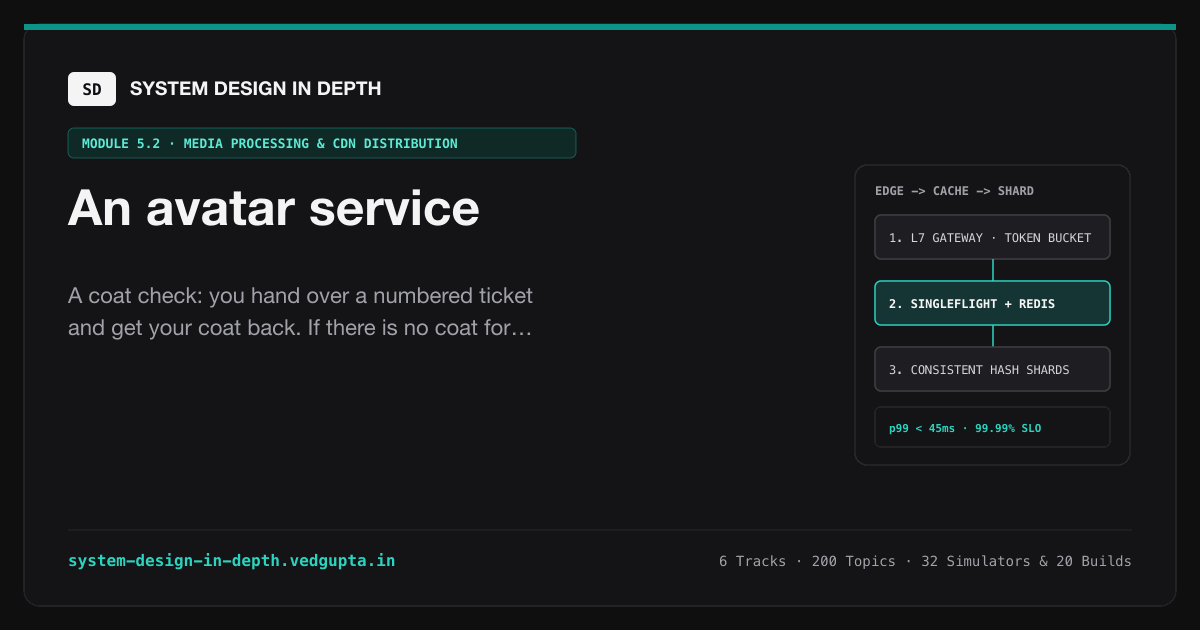 SD
SYSTEM DESIGN IN DEPTH
MODULE 5.2 · MEDIA PROCESSING & CDN DISTRIBUTION
An avatar service
A coat check: you hand over a numbered ticket
and get your coat back. If there is no coat for…
EDGE —> CACHE —> SHARD
1. L7 GATEWAY · TOKEN BUCKET
2. SINGLEFLIGHT + REDIS
3. CONSISTENT HASH SHARDS
p99 < 45ms · 99.99% SLO
system-design-in-depth.vedgupta.in
6 Tracks · 200 Topics · 32 Simulators & 20 Builds